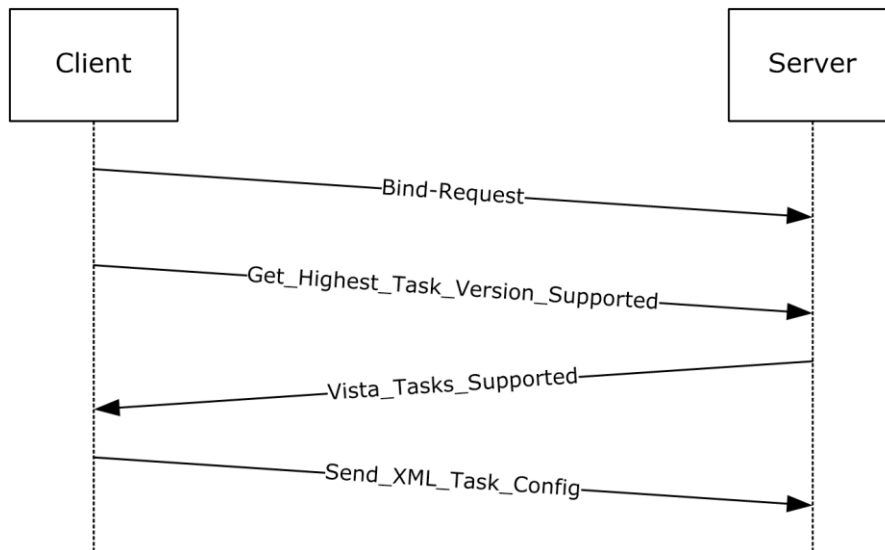 Client
Server
Bind-Request
Get_Highest_Task_Version_Supported
Vista_Tasks_Supported
Send_XML_Task_Config